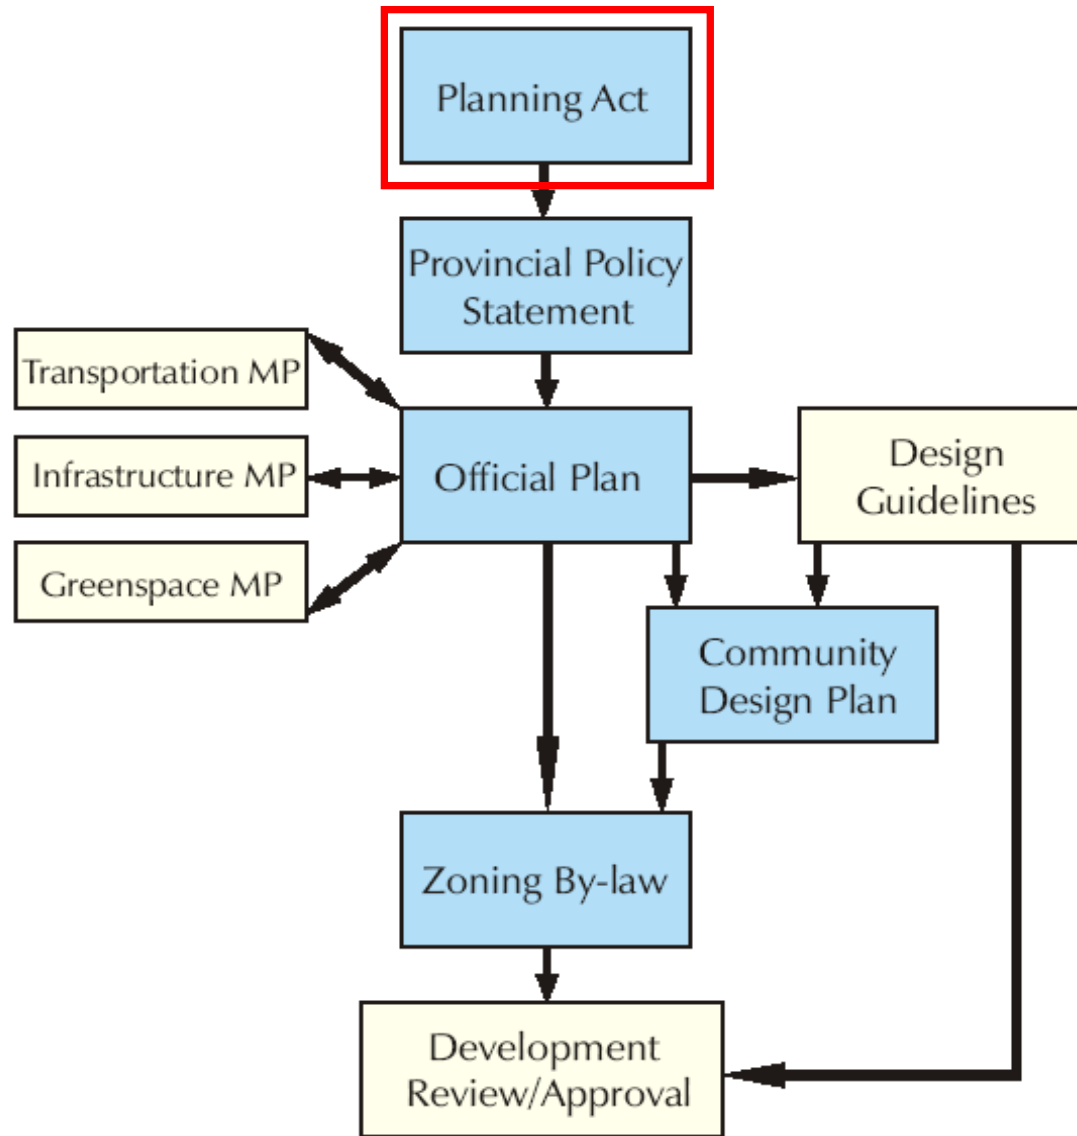 Planning Act
Provincial Policy
Statement
Transportation MP
Infrastructure MP
Greenspace MP
Official Plan
Design
Guidelines
Community
Design Plan
Zoning By-law
Development
Review/Approval